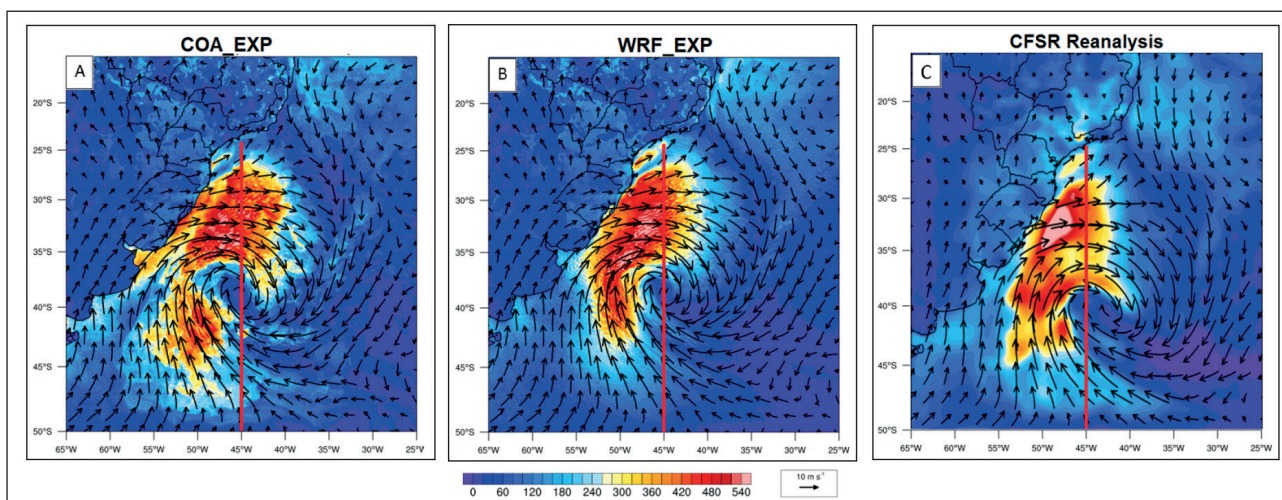 COA_EXP
WRF_EXP
CFSR Reanalysis
A
B
C
20°S
25°S
30°S
35°S
40°S
45°S
50°S
65°W 60°W 55°W 50°W 45°W 40°W 35°W 30°W 25°W
20°S
25°S
30°S
35°S
40°S
45°S
50°S
65°W 60°W 55°W 50°W 45°W 40°W 35°W 30°W 25°W
20°S
25°S
30°S
35°S
40°S
45°S
50°S
65°W 60°W 55°W 50°W 45°W 40°W 35°W 30°W 25°W
0 60 120 180 240 300 360 420 480 540
10 m s⁻¹